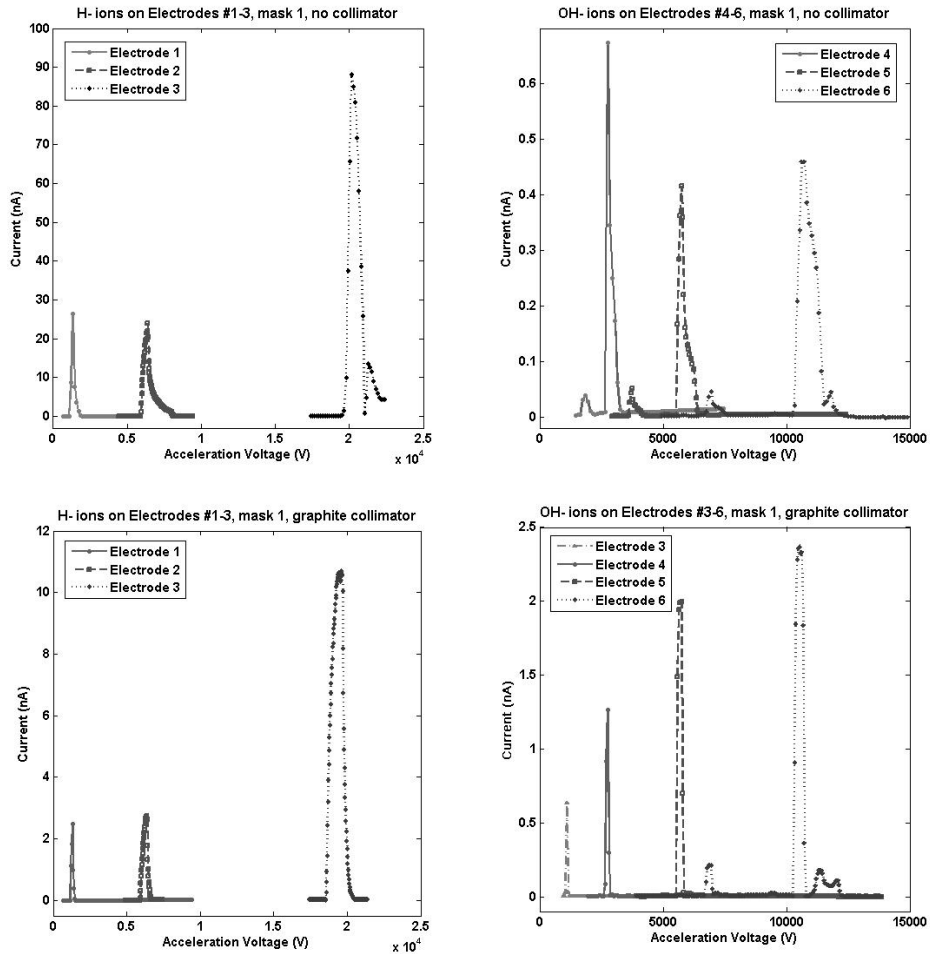 H- ions on Electrodes #1-3, mask 1, no collimator
100
90
80
70
60
50
40
30
20
10
0
Current (nA)
Electrode 1
Electrode 2
Electrode 3
0 0.5 1 1.5 2 2.5
Acceleration Voltage (V)
x 10^4
OH- ions on Electrodes #4-6, mask 1, no collimator
0.6
0.5
0.4
0.3
0.2
0.1
0
Current (nA)
Electrode 4
Electrode 5
Electrode 6
0 5000 10000 15000
Acceleration Voltage (V)
H- ions on Electrodes #1-3, mask 1, graphite collimator
12
10
8
6
4
2
0
Current (nA)
Electrode 1
Electrode 2
Electrode 3
0 0.5 1 1.5 2 2.5
Acceleration Voltage (V)
x 10^4
OH- ions on Electrodes #3-6, mask 1, graphite collimator
2.5
2
1.5
1
0.5
0
Current (nA)
Electrode 3
Electrode 4
Electrode 5
Electrode 6
0 5000 10000 15000
Acceleration Voltage (V)